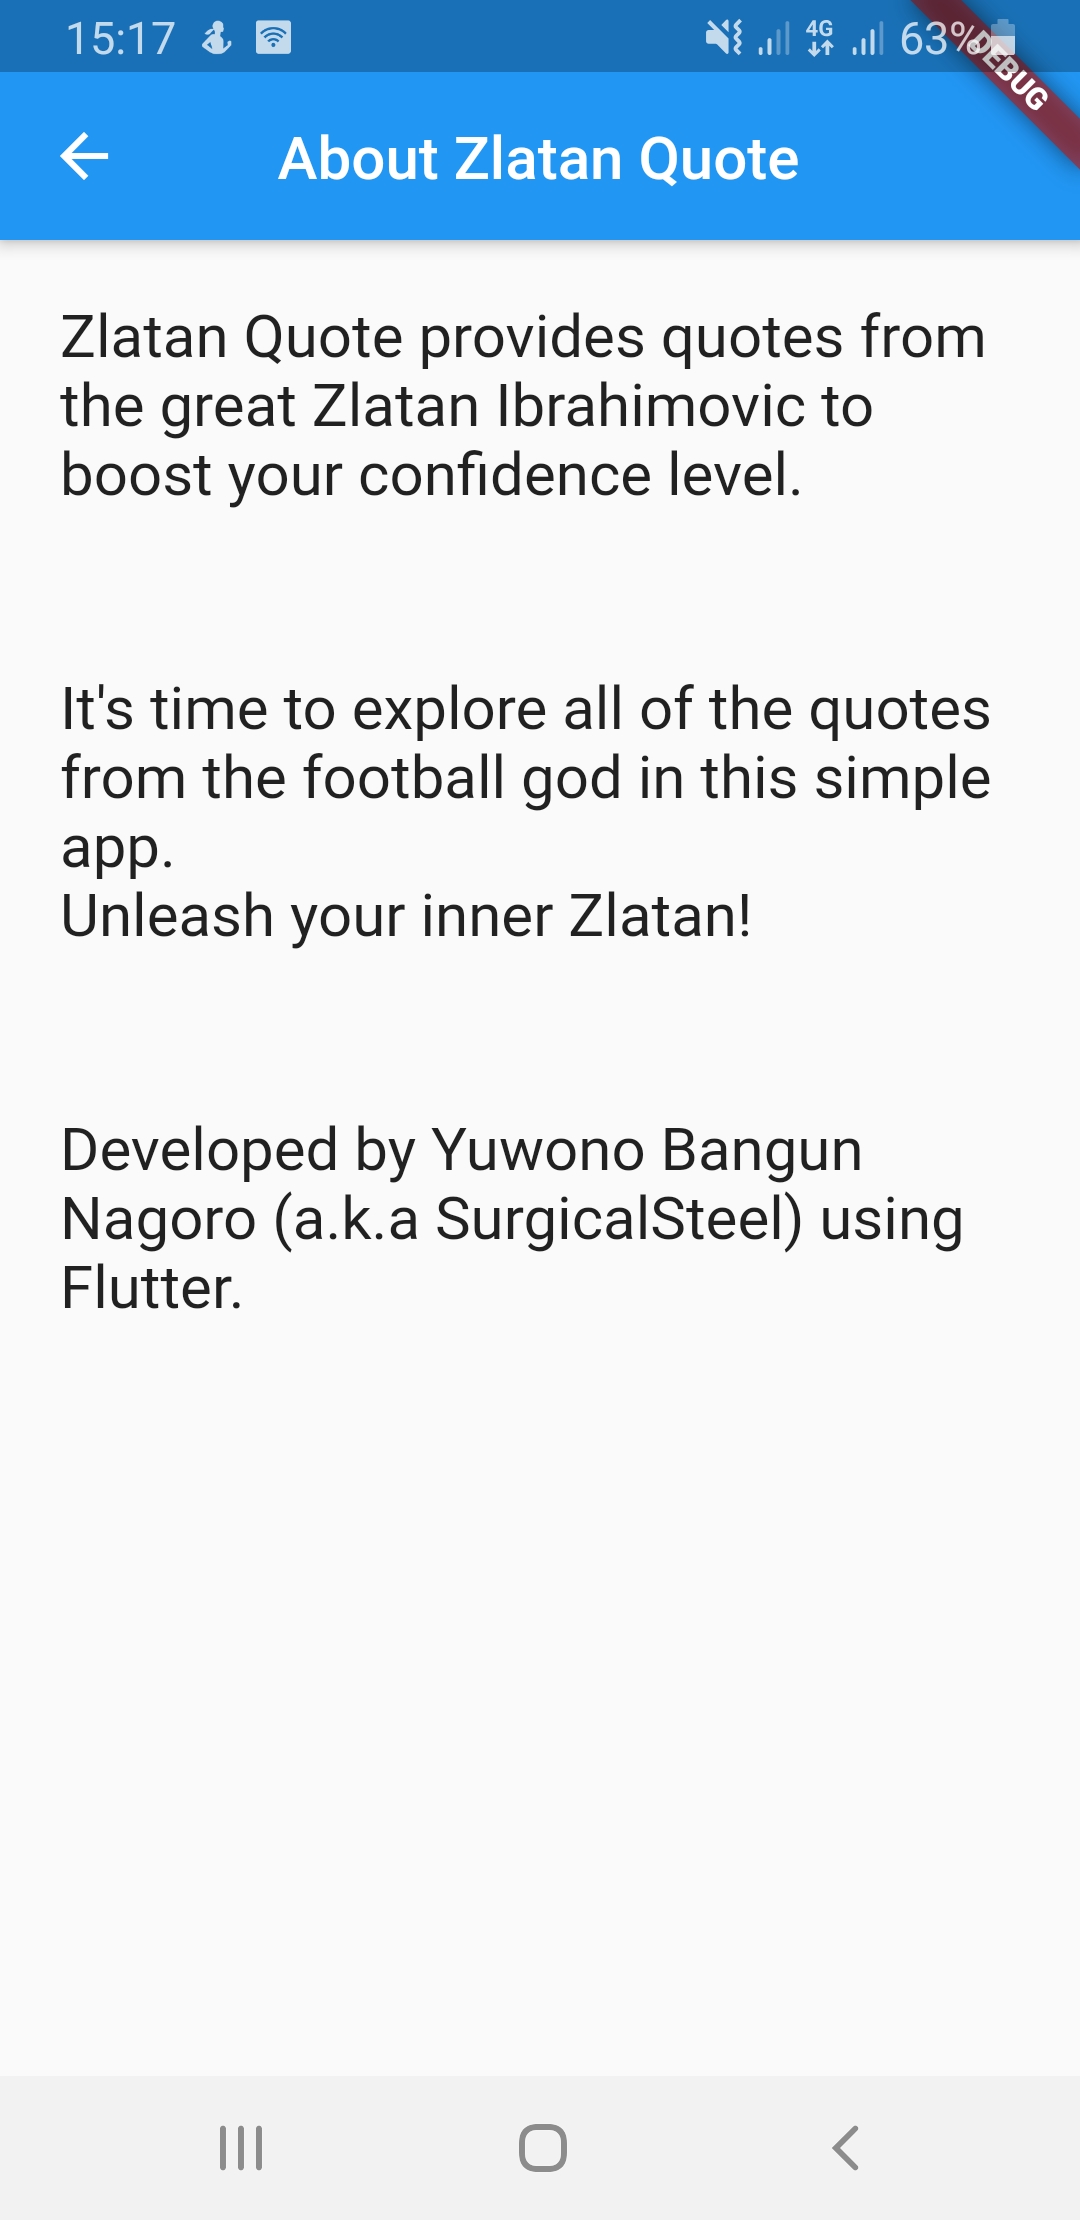 15:17
4G
63%
DEBUG
About Zlatan Quote
Zlatan Quote provides quotes from
the great Zlatan Ibrahimovic to
boost your confidence level.
It's time to explore all of the quotes
from the football god in this simple
app.
Unleash your inner Zlatan!
Developed by Yuwono Bangun
Nagoro (a.k.a SurgicalSteel) using
Flutter.